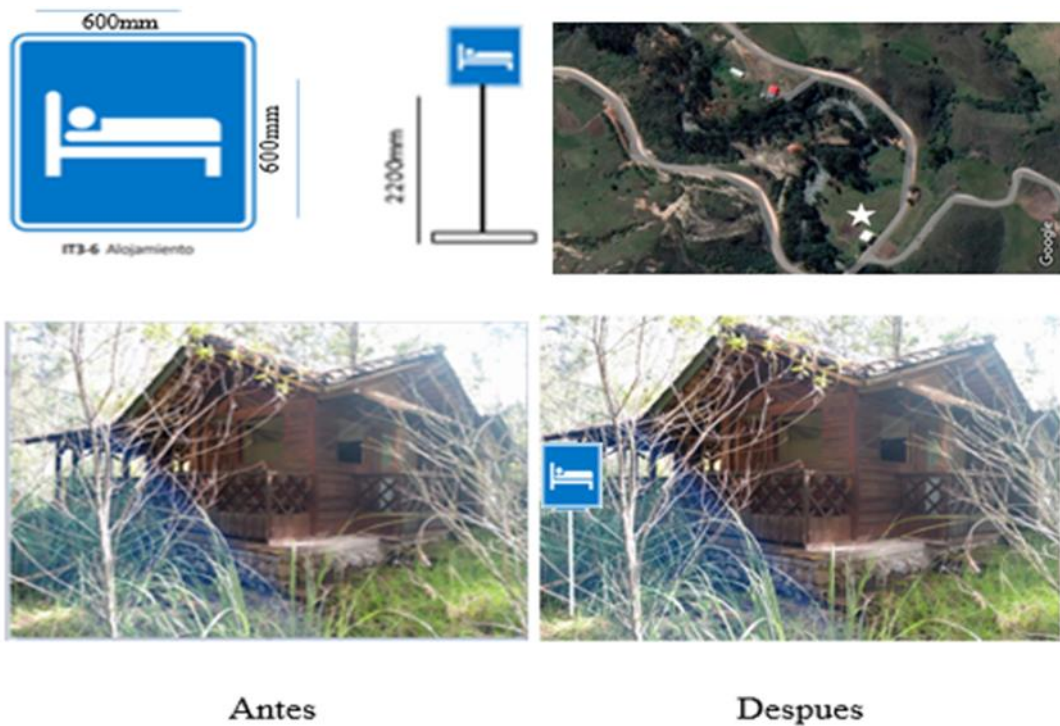 600mm
600mm
IT3-6 Alojamiento
2200mm
Google
Antes
Despues